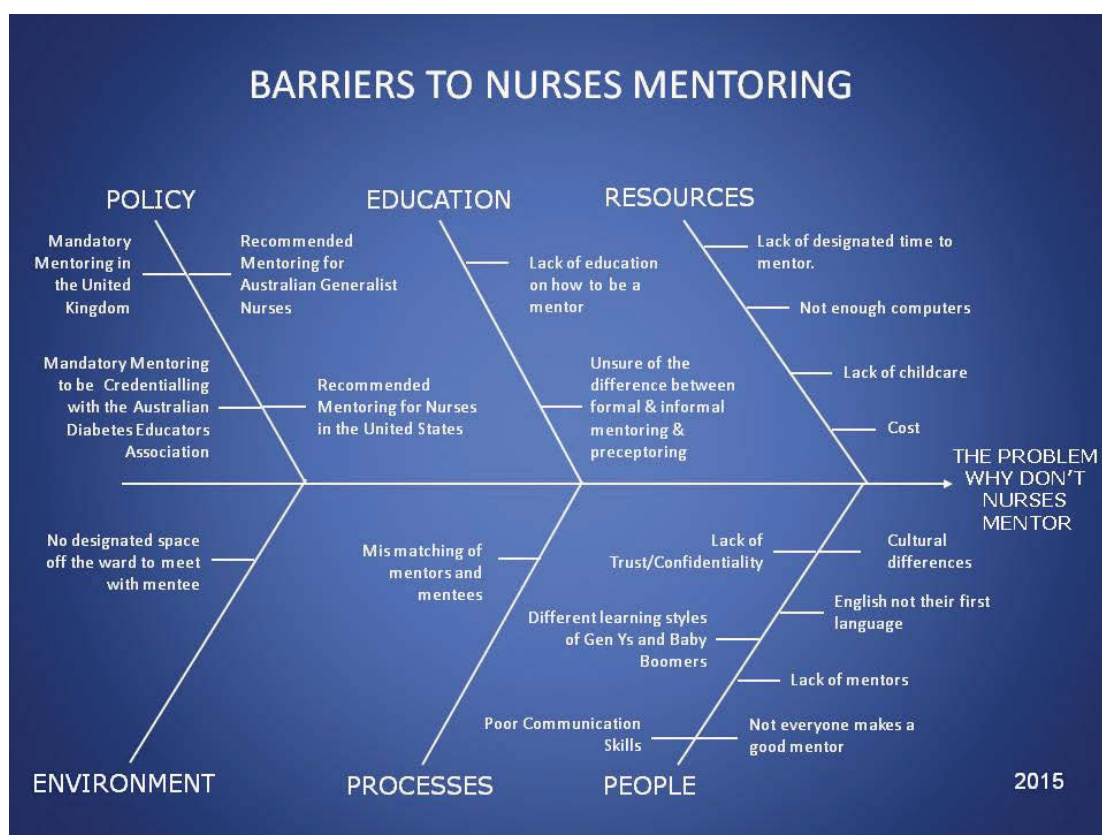 BARRIERS TO NURSES MENTORING
POLICY
Mandatory
Mentoring in
the United
Kingdom
Recommended
Mentoring for
Australian Generalist
Nurses
Mandatory Mentoring
to be Credentialling
with the Australian
Diabetes Educators
Association
Recommended
Mentoring for Nurses
in the United States
EDUCATION
Lack of education
on how to be a
mentor
Unsure of the
difference between
formal & informal
mentoring &
preceptoring
RESOURCES
Lack of designated time to
mentor.
Not enough computers
Lack of childcare
Cost
THE PROBLEM
WHY DON'T
NURSES
MENTOR
No designated space
off the ward to meet
with mentee
ENVIRONMENT
Mis matching of
mentors and
mentees
PROCESSES
Lack of
Trust/Confidentiality
Cultural
differences
English not their first
language
Different learning styles
of Gen Ys and Baby
Boomers
Lack of mentors
Poor Communication
Skills
Not everyone makes a
good mentor
PEOPLE
2015